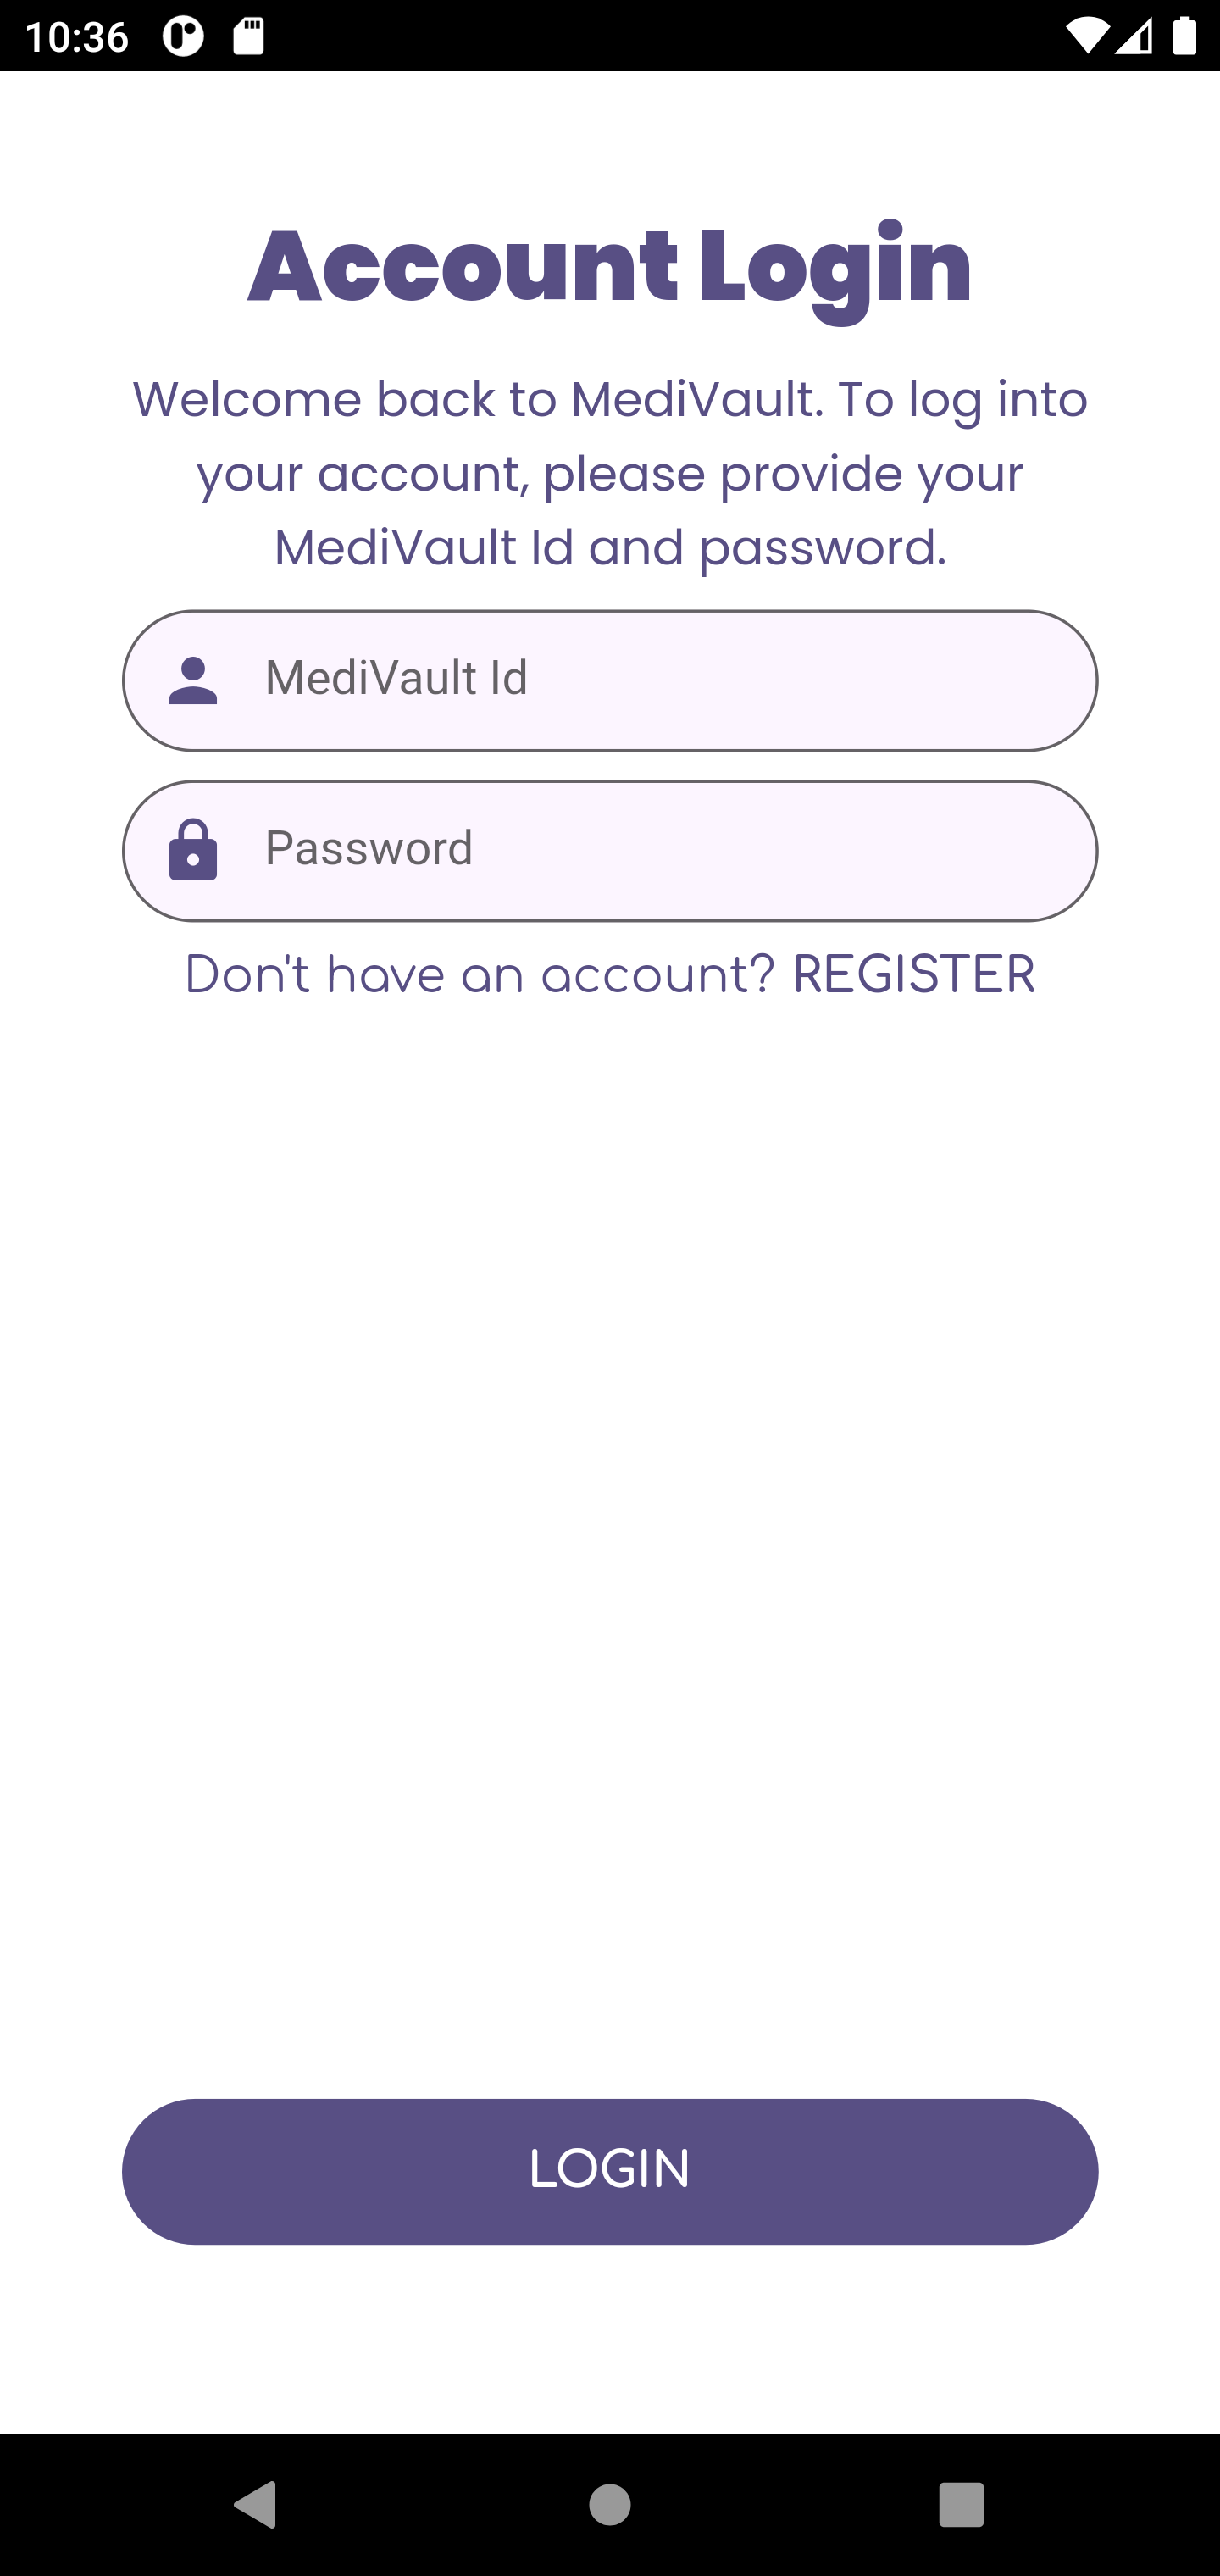 10:36
Account Login
Welcome back to MediVault. To log into
your account, please provide your
MediVault Id and password.
MediVault Id
Password
Don't have an account? REGISTER
LOGIN